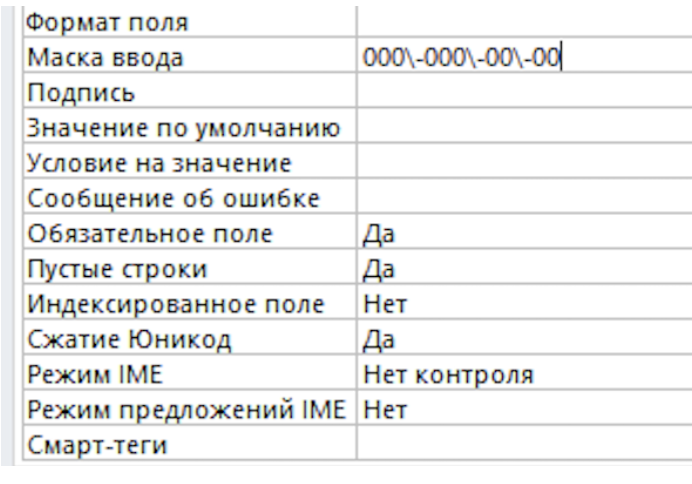 Формат поля
Маска ввода 000\-000\-00\-00
Подпись
Значение по умолчанию
Условие на значение
Сообщение об ошибке
Обязательное поле Да
Пустые строки Да
Индексированное поле Нет
Сжатие Юникод Да
Режим IME Нет контроля
Режим предложений IME Нет
Смарт-теги